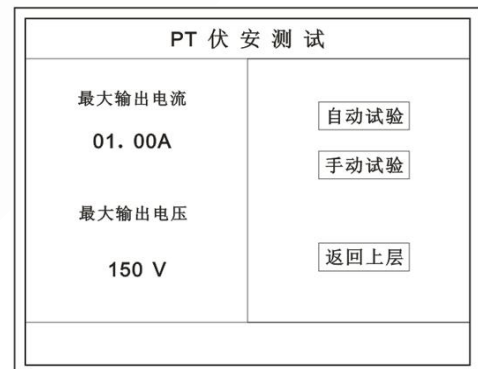 PT 伏 安 测 试
最大输出电流
01. 00A
最大输出电压
150 V
自动试验
手动试验
返回上层